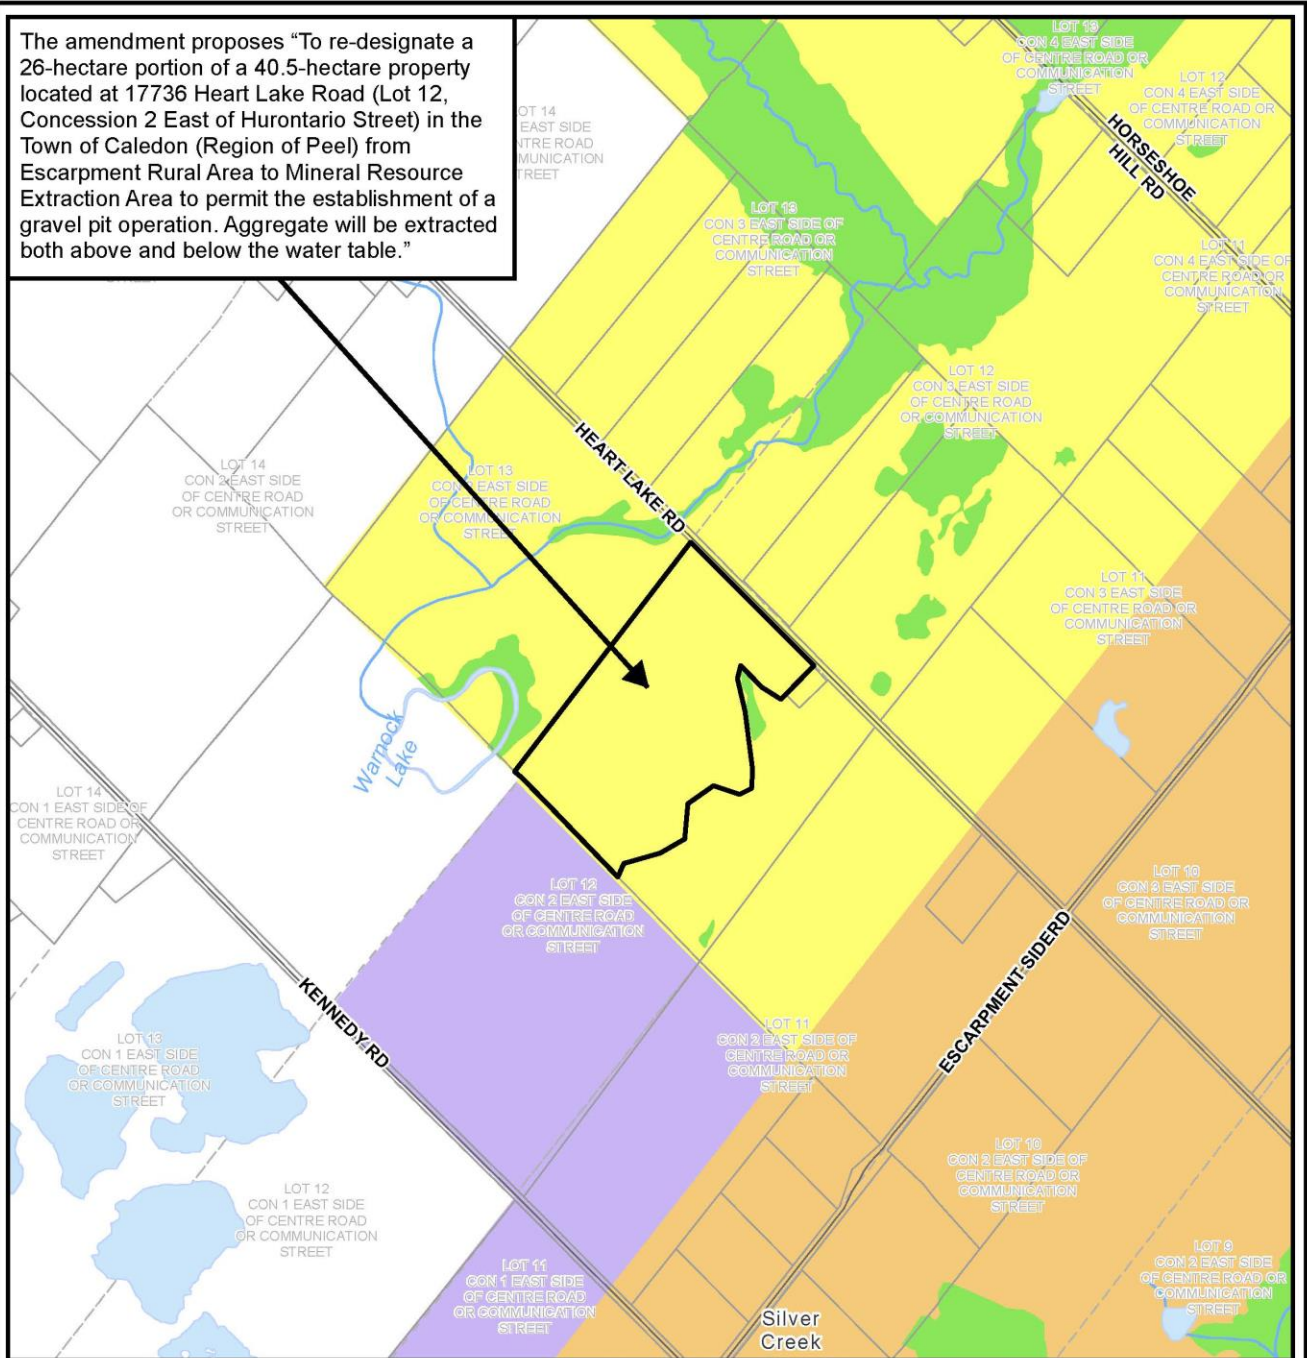 The amendment proposes “To re-designate a
26-hectare portion of a 40.5-hectare property
located at 17736 Heart Lake Road (Lot 12,
Concession 2 East of Hurontario Street) in the
Town of Caledon (Region of Peel) from
Escarpment Rural Area to Mineral Resource
Extraction Area to permit the establishment of a
gravel pit operation. Aggregate will be extracted
both above and below the water table.”
LOT 13
CON 4 EAST SIDE
OF CENTRE ROAD OR
COMMUNICATION
STREET
LOT 12
CON 4 EAST SIDE OF
CENTRE ROAD OR
COMMUNICATION
STREET
HORSESHOE
HILL RD
OT 14
EAST SIDE
NTRE ROAD
MUNICATION
TREET
LOT 13
CON 3 EAST SIDE OF
CENTRE ROAD OR
COMMUNICATION
STREET
LOT 11
CON 4 EAST SIDE OF
CENTRE ROAD OR
COMMUNICATION
STREET
LOT 12
CON 3 EAST SIDE
OF CENTRE ROAD
OR COMMUNICATION
STREET
HEART LAKE RD
LOT 14
CON 2 EAST SIDE
OF CENTRE ROAD
OR COMMUNICATION
STREET
LOT 13
CON 2 EAST SIDE
OF CENTRE ROAD
OR COMMUNICATION
STREET
LOT 11
CON 3 EAST SIDE
OF CENTRE ROAD OR
COMMUNICATION
STREET
Warnock
Lake
LOT 14
CON 1 EAST SIDE OF
CENTRE ROAD OR
COMMUNICATION
STREET
LOT 12
CON 2 EAST SIDE
OF CENTRE ROAD
OR COMMUNICATION
STREET
LOT 10
CON 3 EAST SIDE
OF CENTRE ROAD OR
COMMUNICATION
STREET
ESCARPMENT SIDERD
KENNEDY RD
LOT 13
CON 1 EAST SIDE
OF CENTRE ROAD
OR COMMUNICATION
STREET
LOT 11
CON 2 EAST SIDE OF
CENTRE ROAD OR
COMMUNICATION
STREET
LOT 10
CON 2 EAST SIDE OF
CENTRE ROAD OR
COMMUNICATION
STREET
LOT 12
CON 1 EAST SIDE
OF CENTRE ROAD
OR COMMUNICATION
STREET
LOT 11
CON 1 EAST SIDE
OF CENTRE ROAD
OR COMMUNICATION
STREET
LOT 9
CON 2 EAST SIDE
OF CENTRE ROAD OR
COMMUNICATION
STREET
Silver
Creek